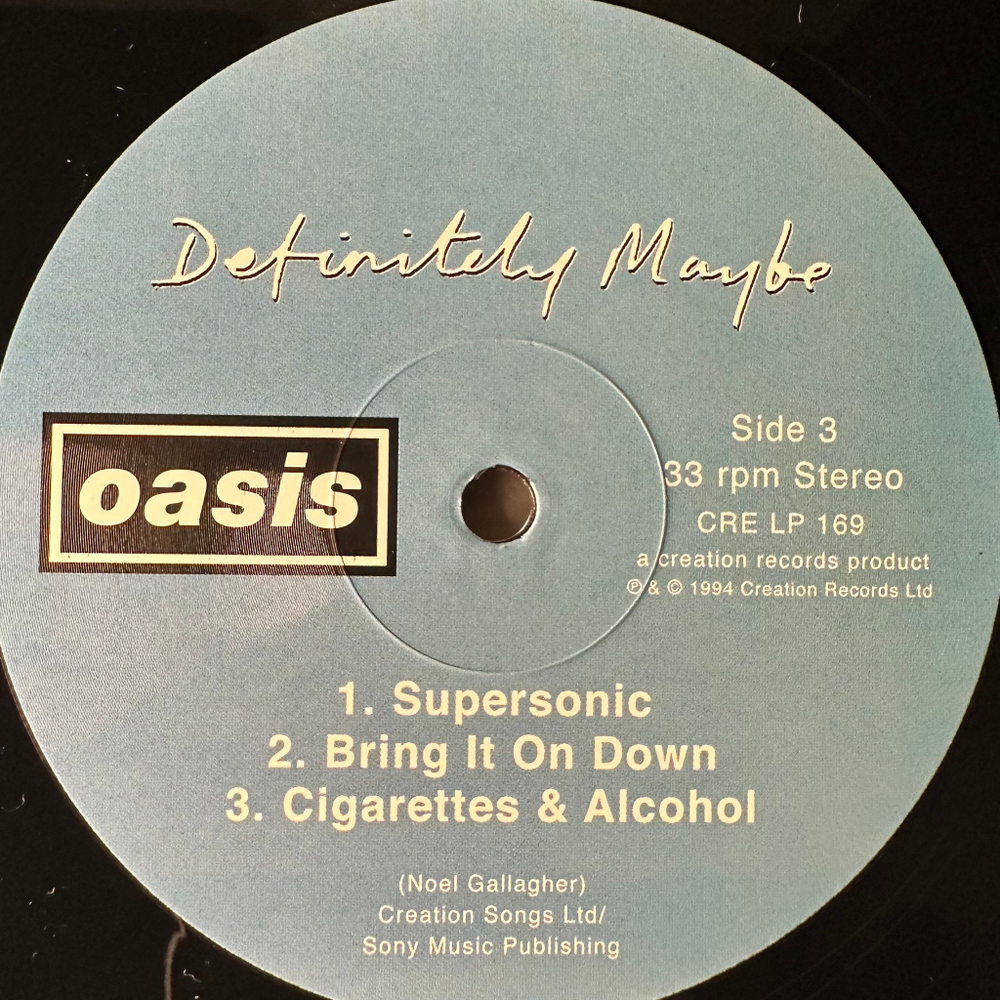 Definitely Maybe
oasis
Side 3
33 rpm Stereo
CRE LP 169
a creation records product
℗ & © 1994 Creation Records Ltd
1. Supersonic
2. Bring It On Down
3. Cigarettes & Alcohol
(Noel Gallagher)
Creation Songs Ltd/
Sony Music Publishing